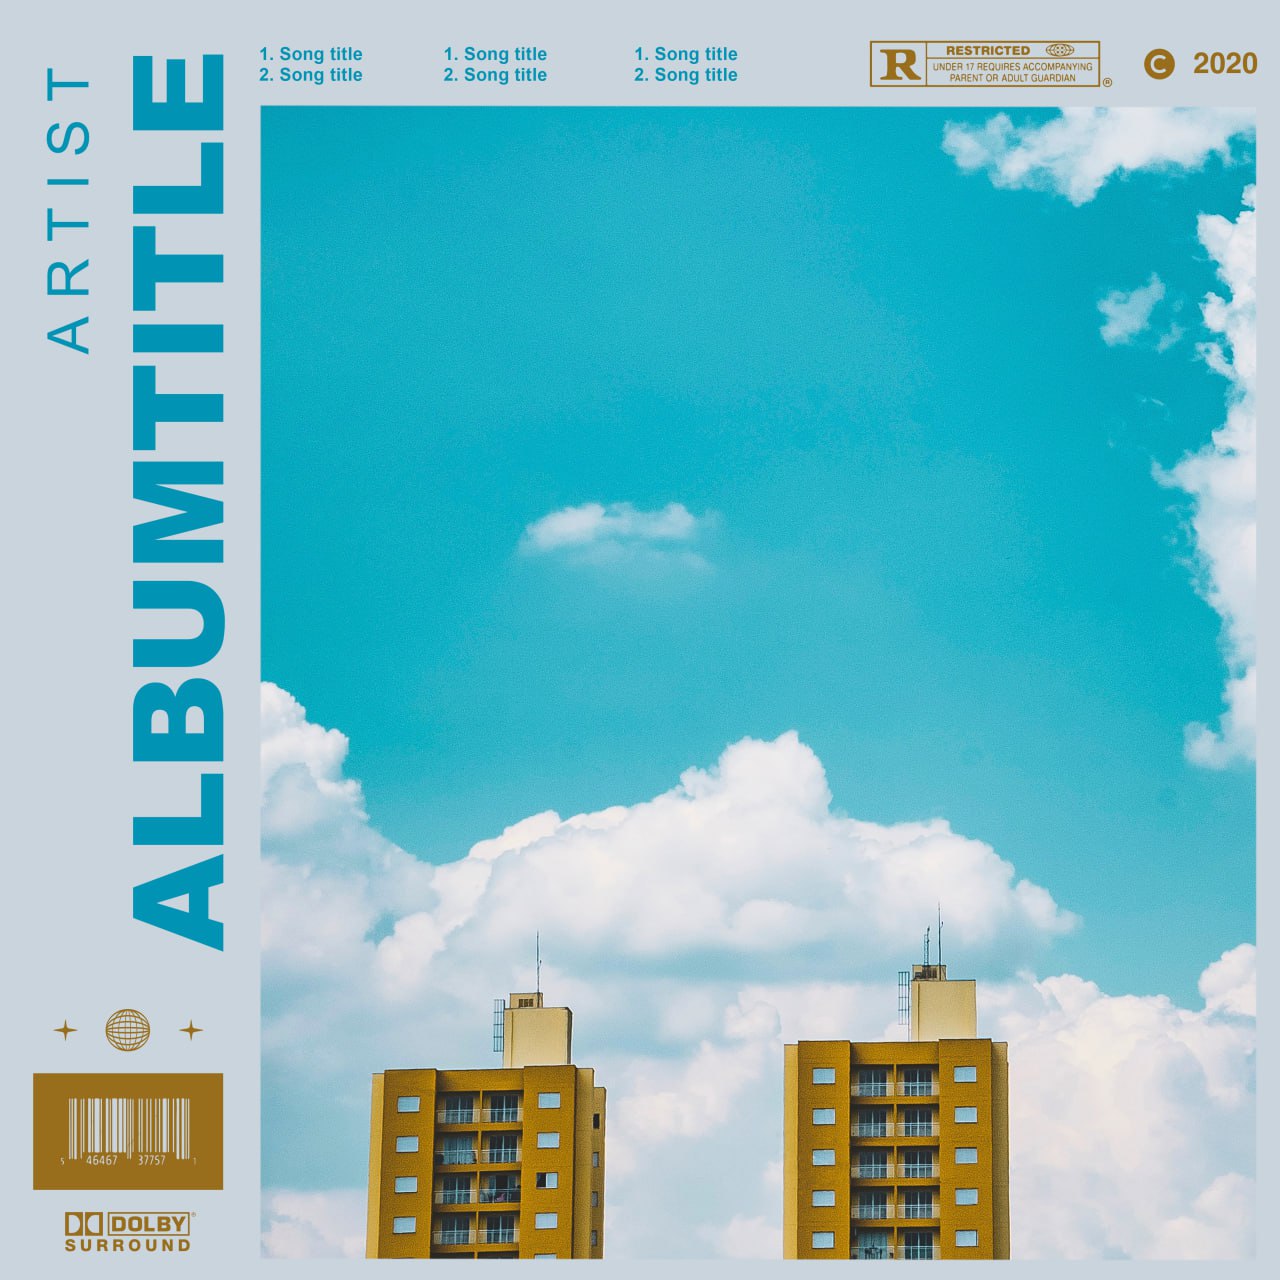 ARTIST
ALBUMTITLE
1. Song title
2. Song title
1. Song title
2. Song title
1. Song title
2. Song title
R
RESTRICTED
UNDER 17 REQUIRES ACCOMPANYING
PARENT OR ADULT GUARDIAN
®
© 2020
5 46467 37757 1
DOLBY®
SURROUND